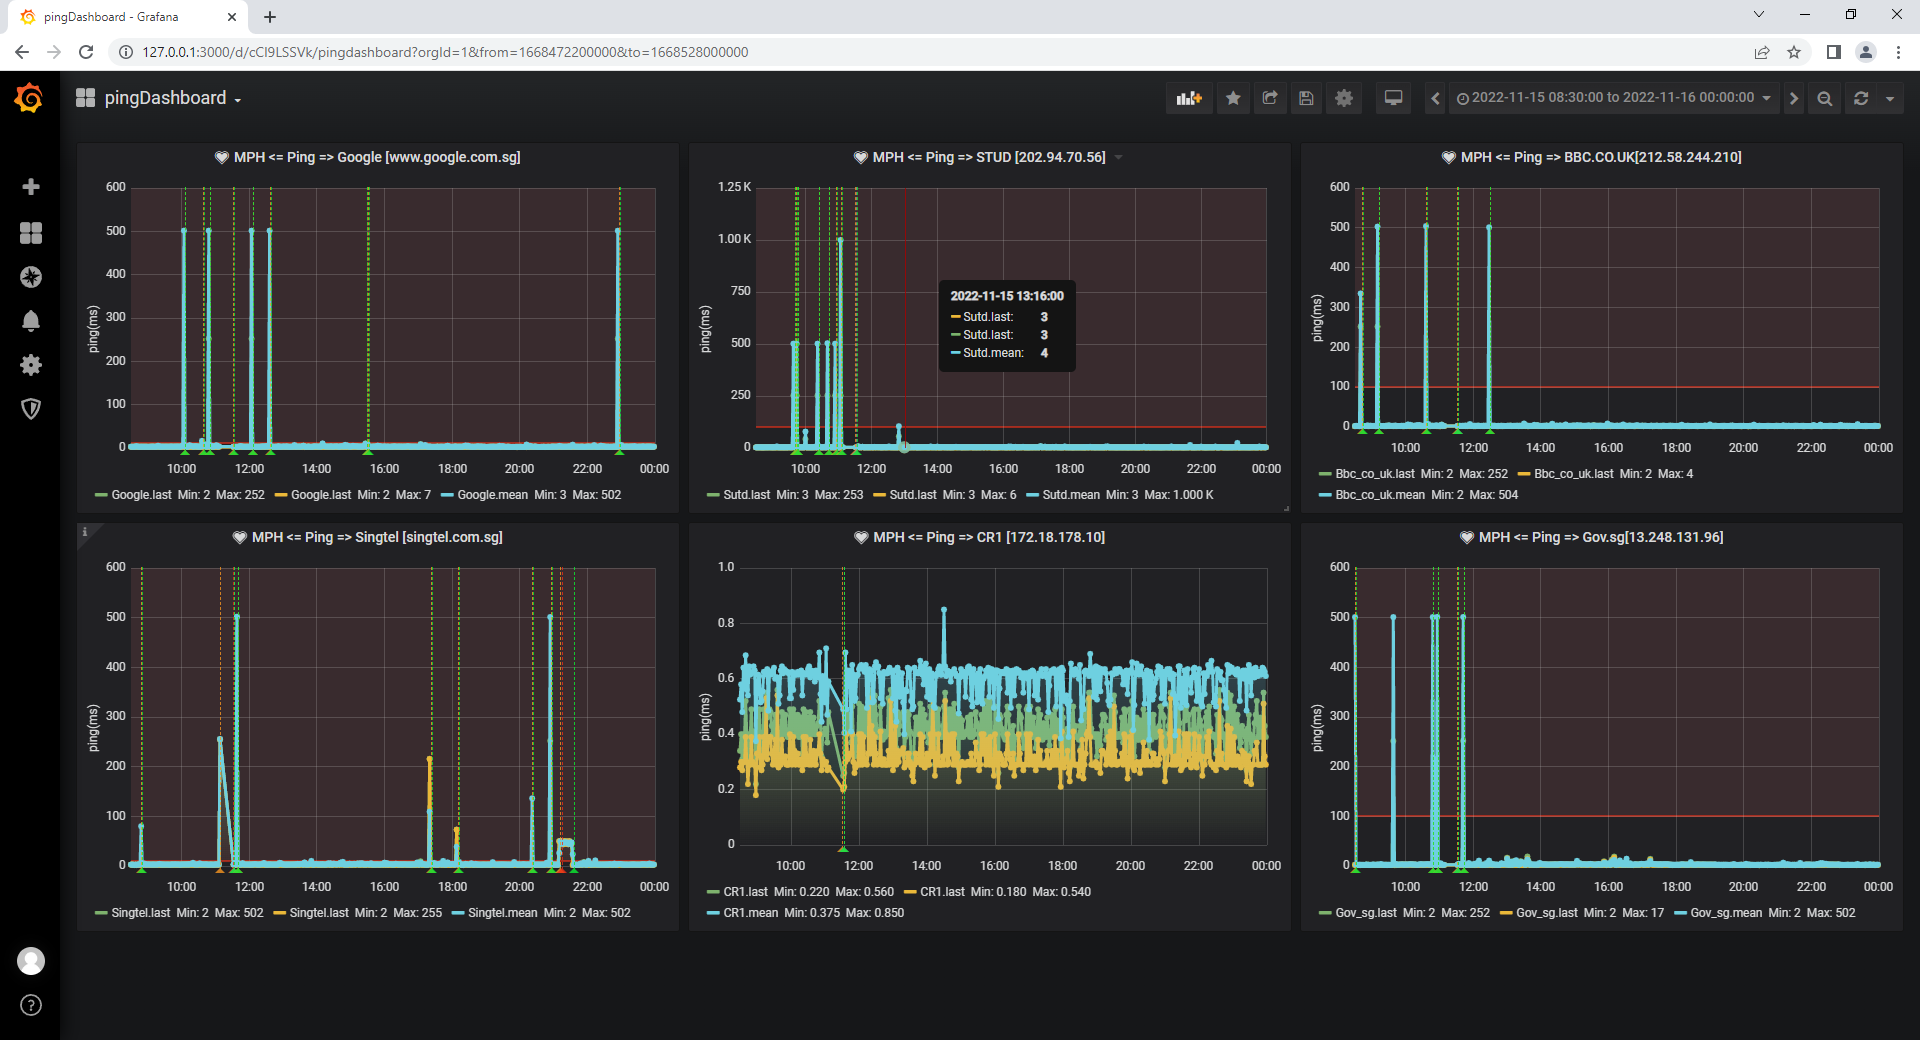 pingDashboard - Grafana
127.0.0.1:3000/d/cCI9LSSVk/pingdashboard?orgId=1&from=1668472200000&to=1668528000000
pingDashboard
2022-11-15 08:30:00 to 2022-11-16 00:00:00
MPH <= Ping => Google [www.google.com.sg]
ping(ms)
600
500
400
300
200
100
0
10:00 12:00 14:00 16:00 18:00 20:00 22:00 00:00
Google.last Min: 2 Max: 252 Google.last Min: 2 Max: 7 Google.mean Min: 3 Max: 502
MPH <= Ping => STUD [202.94.70.56]
ping(ms)
1.25 K
1.00 K
750
500
250
0
2022-11-15 13:16:00
Sutd.last: 3
Sutd.last: 3
Sutd.mean: 4
10:00 12:00 14:00 16:00 18:00 20:00 22:00 00:00
Sutd.last Min: 3 Max: 253 Sutd.last Min: 3 Max: 6 Sutd.mean Min: 3 Max: 1.000 K
MPH <= Ping => BBC.CO.UK[212.58.244.210]
ping(ms)
600
500
400
300
200
100
0
10:00 12:00 14:00 16:00 18:00 20:00 22:00 00:00
Bbc_co_uk.last Min: 2 Max: 252 Bbc_co_uk.last Min: 2 Max: 4
Bbc_co_uk.mean Min: 2 Max: 504
i
MPH <= Ping => Singtel [singtel.com.sg]
ping(ms)
600
500
400
300
200
100
0
10:00 12:00 14:00 16:00 18:00 20:00 22:00 00:00
Singtel.last Min: 2 Max: 502 Singtel.last Min: 2 Max: 255 Singtel.mean Min: 2 Max: 502
MPH <= Ping => CR1 [172.18.178.10]
ping(ms)
1.0
0.8
0.6
0.4
0.2
0
10:00 12:00 14:00 16:00 18:00 20:00 22:00 00:00
CR1.last Min: 0.220 Max: 0.560 CR1.last Min: 0.180 Max: 0.540
CR1.mean Min: 0.375 Max: 0.850
MPH <= Ping => Gov.sg[13.248.131.96]
ping(ms)
600
500
400
300
200
100
0
10:00 12:00 14:00 16:00 18:00 20:00 22:00 00:00
Gov_sg.last Min: 2 Max: 252 Gov_sg.last Min: 2 Max: 17 Gov_sg.mean Min: 2 Max: 502